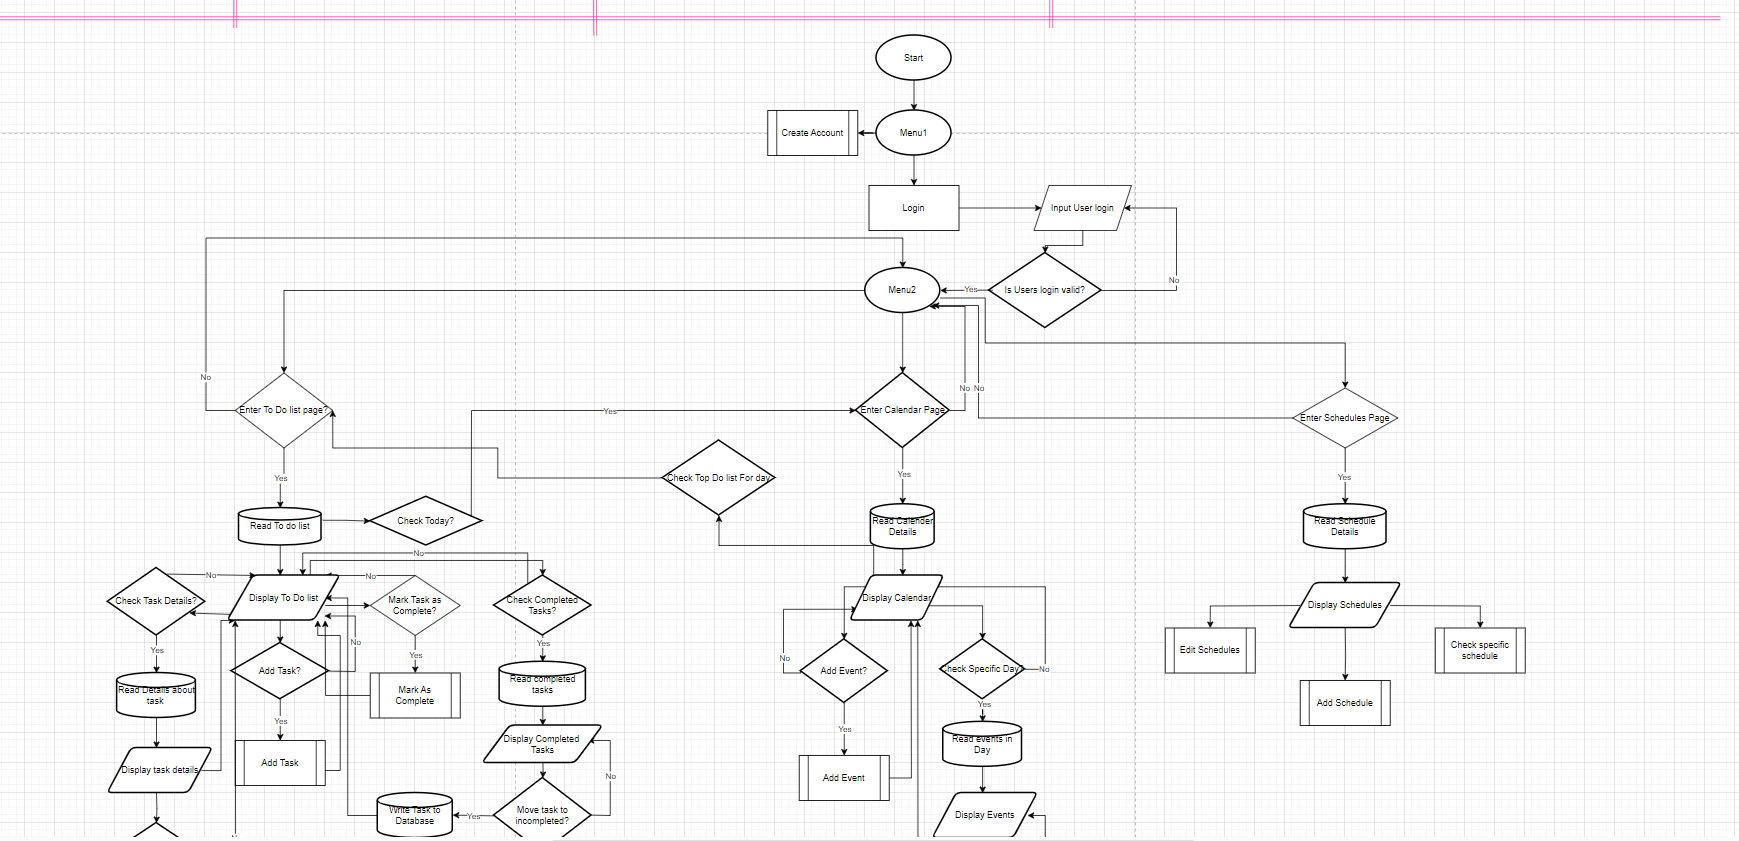 Start
Create Account
Menu1
Login
Input User login
No
Menu2
Yes
Is Users login valid?
No
No
No
Enter To Do list page?
Yes
Enter Calendar Page
Enter Schedules Page
Yes
Check Top Do list For day
Yes
Yes
Read To do list
Check Today?
Read Calender
Details
Read Schedule
Details
No
No
No
Check Task Details?
Display To Do list
Mark Task as
Complete?
Check Completed
Tasks?
Display Calendar
Display Schedules
Yes
No
Yes
Yes
Edit Schedules
Check specific
schedule
No
Add Task?
Add Event?
Check Specific Day?
No
Read Details about
task
Mark As
Complete
Read completed
tasks
Add Schedule
Yes
Yes
Yes
Display Completed
Tasks
Read events in
Day
Display task details
Add Task
No
Add Event
Write Task to
Database
Yes
Move task to
incompleted?
Display Events